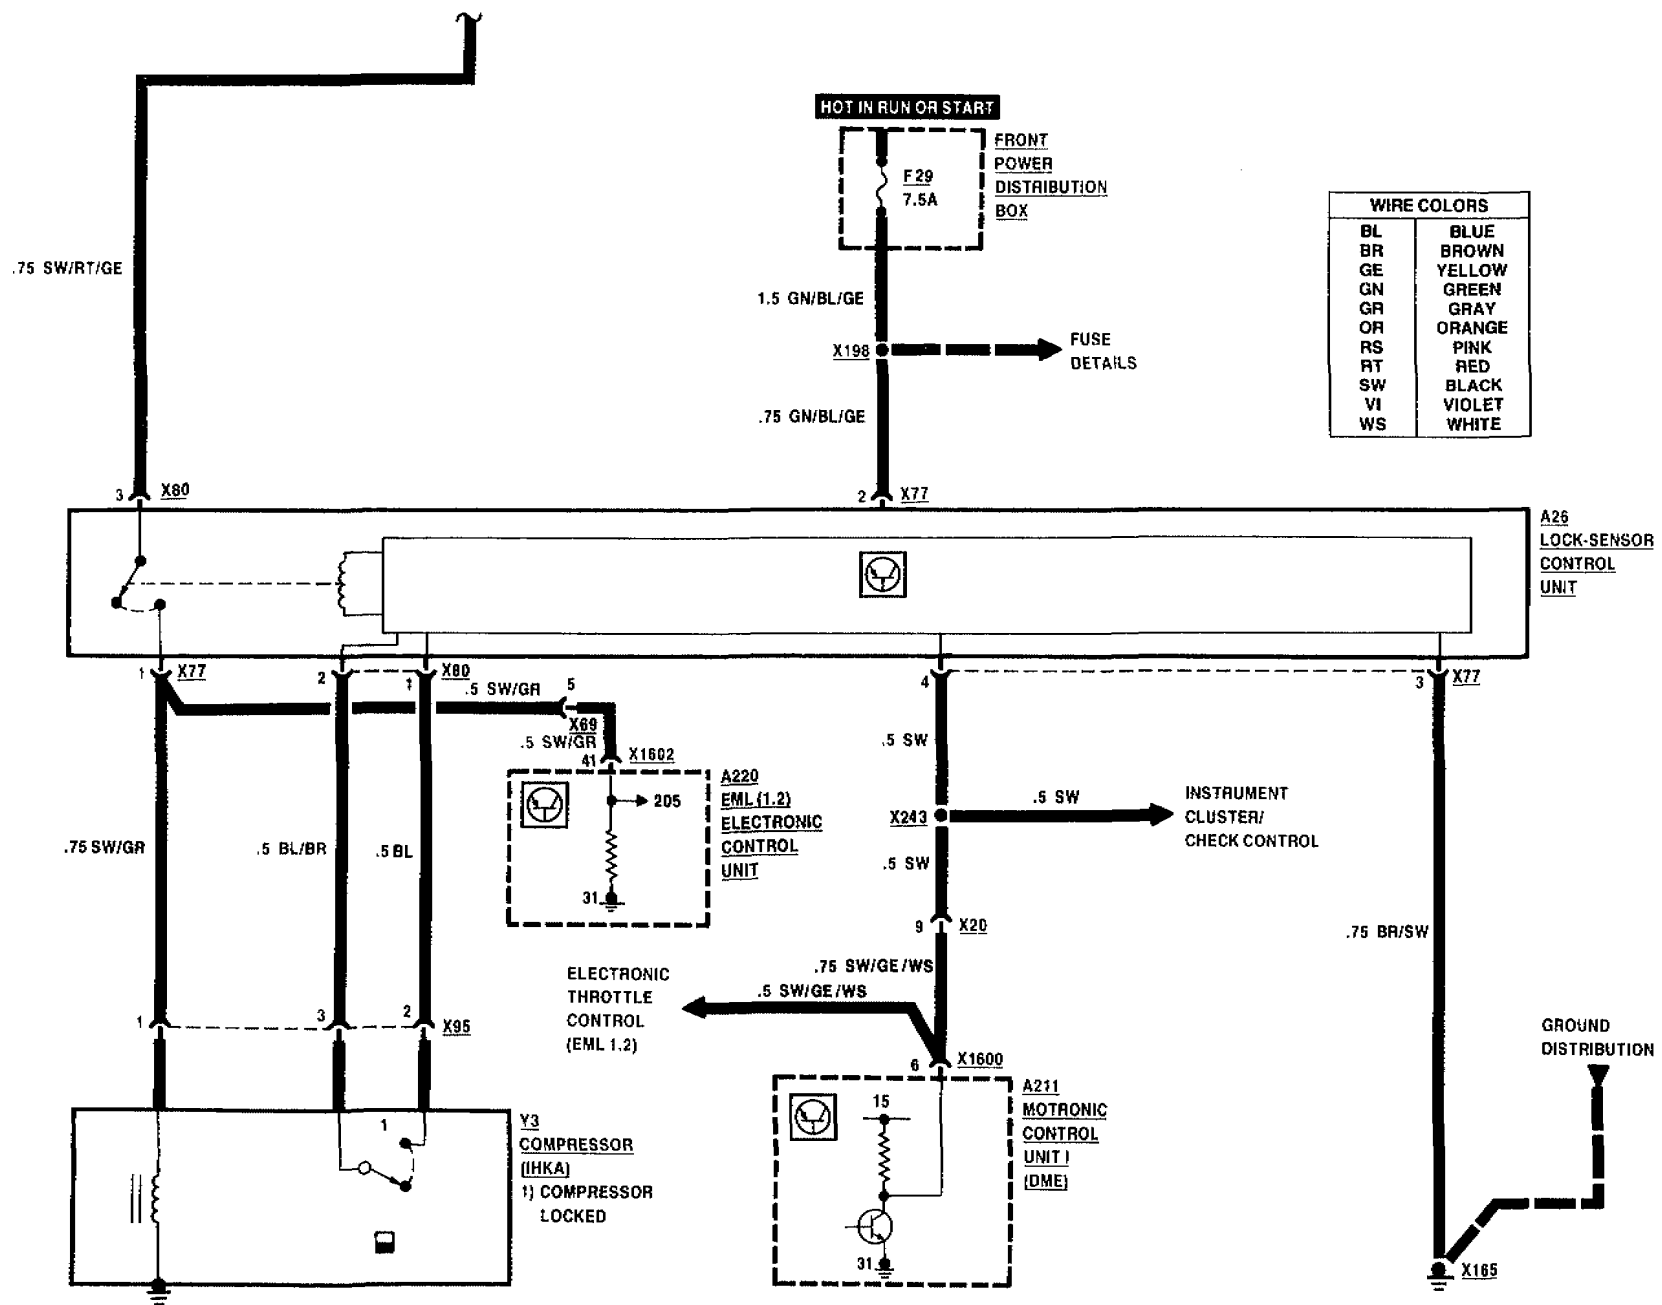 HOT IN RUN OR START
FRONT
POWER
DISTRIBUTION
BOX
F29
7.5A
WIRE COLORS
BL BLUE
BR BROWN
GE YELLOW
GN GREEN
GR GRAY
OR ORANGE
RS PINK
RT RED
SW BLACK
VI VIOLET
WS WHITE
.75 SW/RT/GE
1.5 GN/BL/GE
X198
FUSE
DETAILS
.75 GN/BL/GE
3 X80
2 X77
A26
LOCK-SENSOR
CONTROL
UNIT
1 X77
2
1 X80
.5 SW/GR
5
X69
.5 SW/GR
41 X1602
4
3 X77
.5 SW
A220
EML (1.2)
ELECTRONIC
CONTROL
UNIT
205
31
X243
.5 SW
INSTRUMENT
CLUSTER/
CHECK CONTROL
.75 SW/GR
.5 BL/BR
.5 BL
.5 SW
9 X20
.75 BR/SW
.75 SW/GE/WS
.5 SW/GE/WS
ELECTRONIC
THROTTLE
CONTROL
(EML 1.2)
1
3
2 X95
6 X1600
GROUND
DISTRIBUTION
Y3
COMPRESSOR
(IHKA)
1) COMPRESSOR
LOCKED
1
A211
MOTRONIC
CONTROL
UNIT I
(DME)
15
31
X165